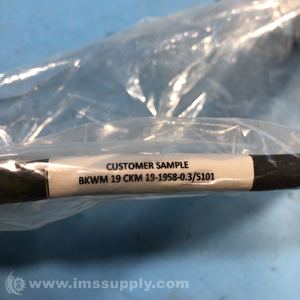 CUSTOMER SAMPLE
BKWM 19 CKM 19-1958-0.3/S101
www.imssupply.com